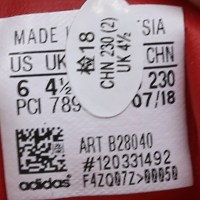 MADE SIA
US UK CHN
6 4½ 230
PCI 789 07/18
检18
CHN 230 (2)
UK 4½
ART B28040
#120331492
adidas F4ZQ07Z>00050